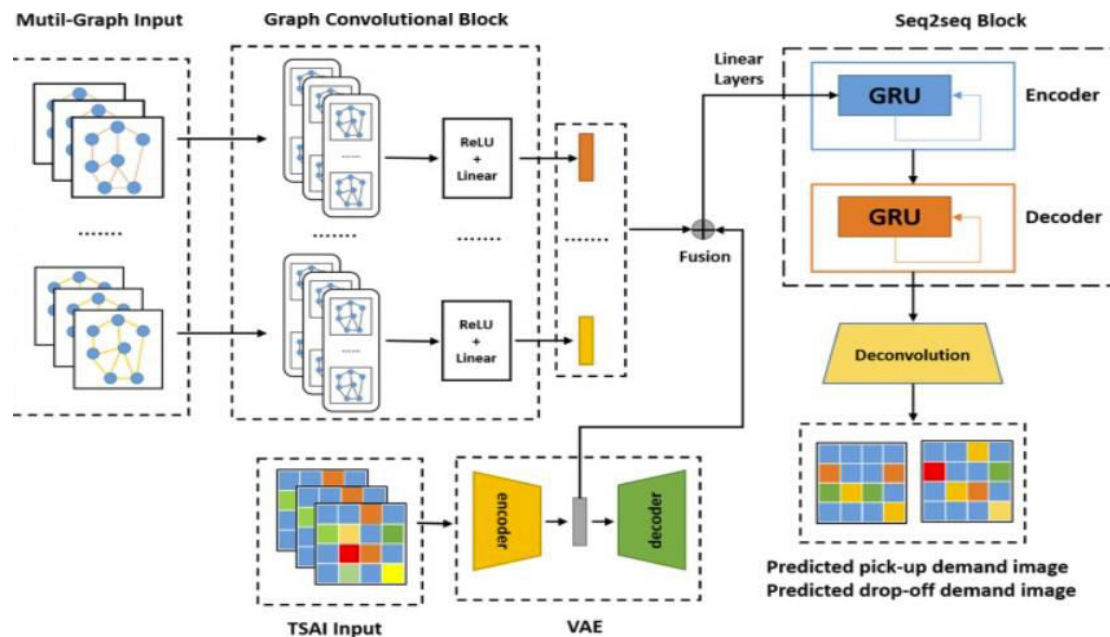 Mutil-Graph Input
Graph Convolutional Block
Seq2seq Block
Linear
Layers
GRU
Encoder
ReLU
+
Linear
GRU
Decoder
.......
......
.......
.......
.......
Fusion
ReLU
+
Linear
Deconvolution
encoder
decoder
Predicted pick-up demand image
Predicted drop-off demand image
TSAI Input
VAE